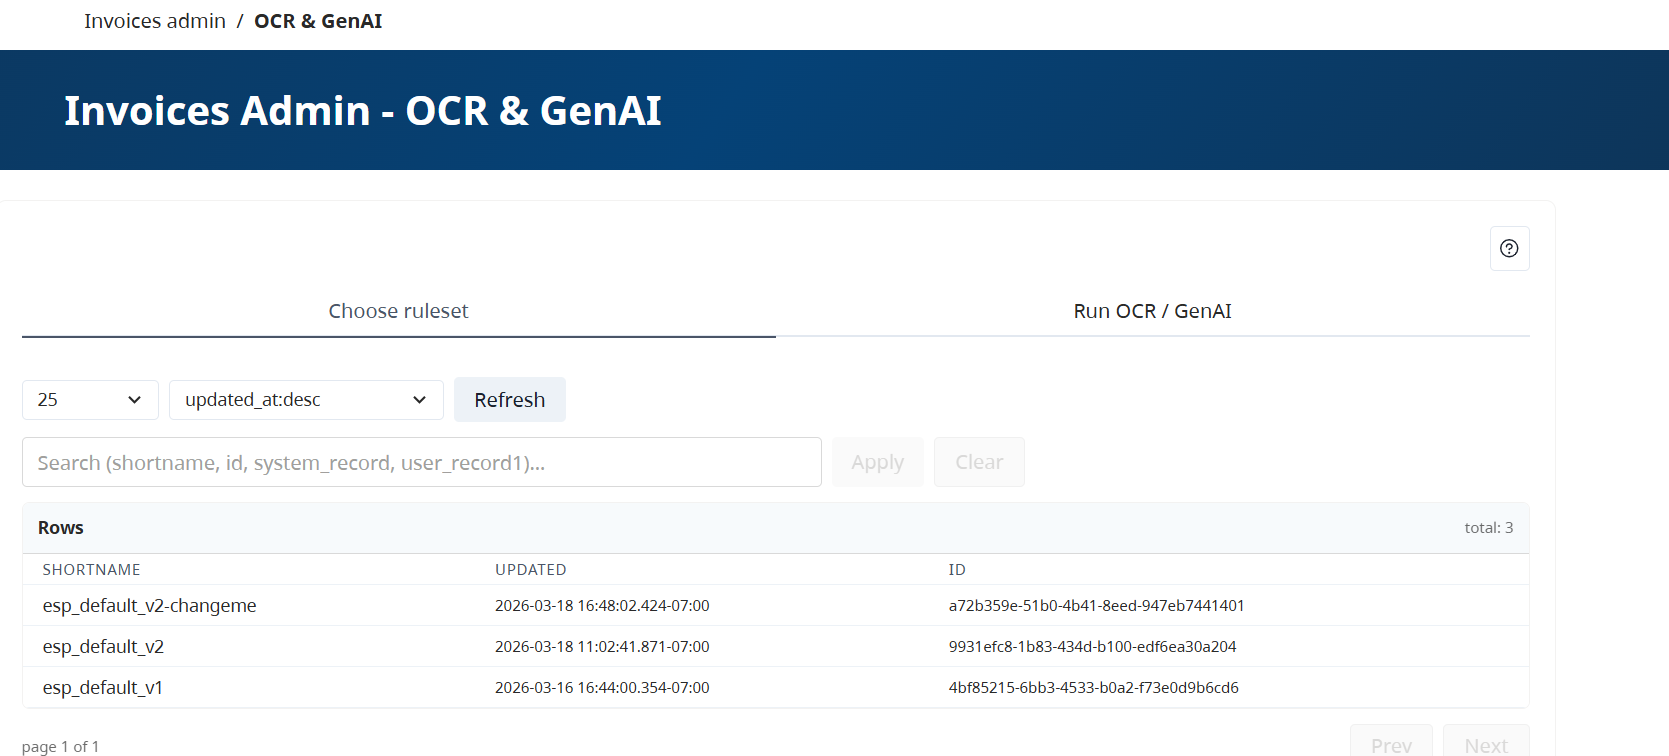 Invoices admin / OCR & GenAI
Invoices Admin - OCR & GenAI
Choose ruleset Run OCR / GenAI
25 updated_at:desc Refresh
Search (shortname, id, system_record, user_record1)... Apply Clear
Rows total: 3
SHORTNAME UPDATED ID
esp_default_v2-changeme 2026-03-18 16:48:02.424-07:00 a72b359e-51b0-4b41-8eed-947eb7441401
esp_default_v2 2026-03-18 11:02:41.871-07:00 9931efc8-1b83-434d-b100-edf6ea30a204
esp_default_v1 2026-03-16 16:44:00.354-07:00 4bf85215-6bb3-4533-b0a2-f73e0d9b6cd6
page 1 of 1 Prev Next